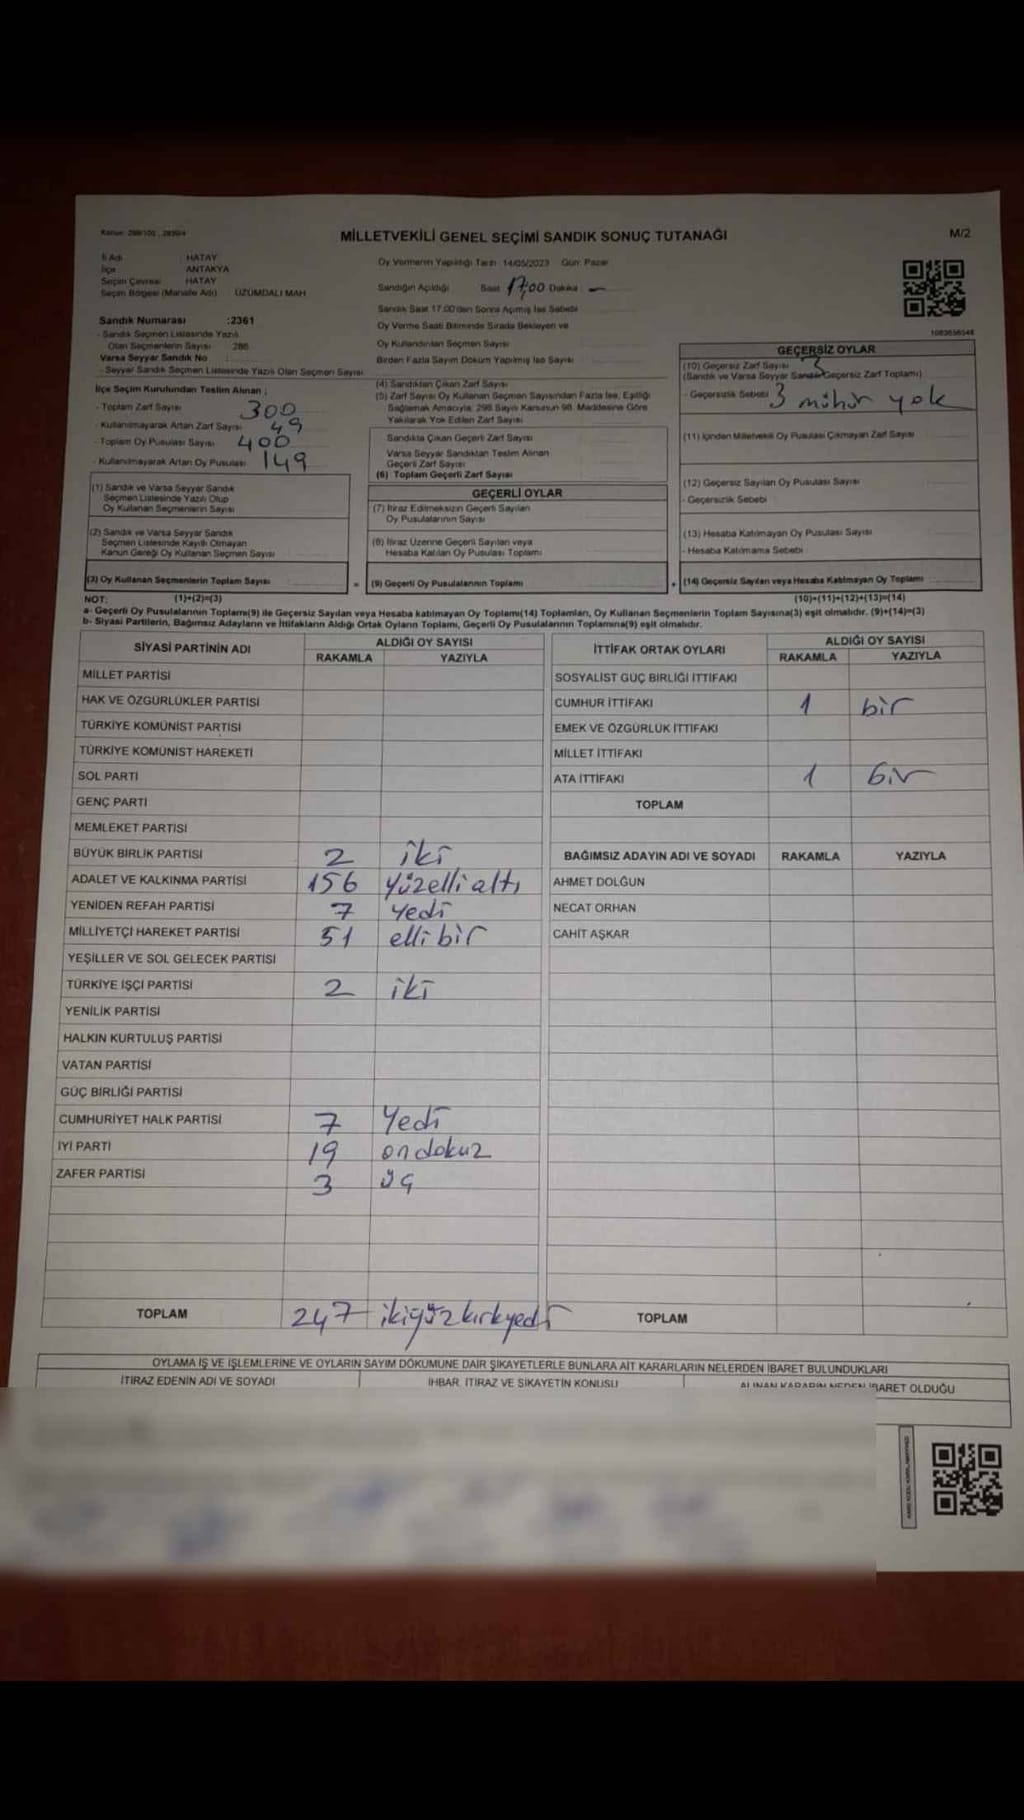 Kanun: 298/105 , 2839/4
MİLLETVEKİLİ GENEL SEÇİMİ SANDIK SONUÇ TUTANAĞI
M/2
İl Adı HATAY
İlçe ANTAKYA
Seçim Çevresi HATAY
Seçim Bölgesi (Mahalle Adı) ÜZÜMDALI MAH
Sandık Numarası :2361
- Sandık Seçmen Listesinde Yazılı
Olan Seçmenlerin Sayısı 286
Varsa Seyyar Sandık No :
- Seyyar Sandık Seçmen Listesinde Yazılı Olan Seçmen Sayısı
İlçe Seçim Kurulundan Teslim Alınan ;
- Toplam Zarf Sayısı 300
- Kullanılmayarak Artan Zarf Sayısı 49
- Toplam Oy Pusulası Sayısı 400
- Kullanılmayarak Artan Oy Pusulası 149
(1) Sandık ve Varsa Seyyar Sandık
Seçmen Listesinde Yazılı Olup
Oy Kullanan Seçmenlerin Sayısı
(2) Sandık ve Varsa Seyyar Sandık
Seçmen Listesinde Kayıtlı Olmayan
Kanun Gereği Oy Kullanan Seçmen Sayısı
(3) Oy Kullanan Seçmenlerin Toplam Sayısı
Oy Vermenin Yapıldığı Tarih : 14/05/2023 Gün: Pazar
Sandığın Açıldığı Saat 17:00 Dakika —
Sandık Saat 17.00'den Sonra Açılmış İse Sebebi
Oy Verme Saati Bitiminde Sırada Bekleyen ve
Oy Kullandırılan Seçmen Sayısı
Birden Fazla Sayım Döküm Yapılmış İse Sayısı
(4) Sandıktan Çıkan Zarf Sayısı
(5) Zarf Sayısı Oy Kullanan Seçmen Sayısından Fazla İse, Eşitliği
Sağlamak Amacıyla; 298 Sayılı Kanunun 98. Maddesine Göre
Yakılarak Yok Edilen Zarf Sayısı
Sandıkta Çıkan Geçerli Zarf Sayısı
Varsa Seyyar Sandıktan Teslim Alınan
Geçerli Zarf Sayısı
(6) Toplam Geçerli Zarf Sayısı
GEÇERLİ OYLAR
(7) İtiraz Edilmeksizin Geçerli Sayılan
Oy Pusulalarının Sayısı
(8) İtiraz Üzerine Geçerli Sayılan veya
Hesaba Katılan Oy Pusulası Toplamı
= (9) Geçerli Oy Pusulalarının Toplamı
1083656548
GEÇERSİZ OYLAR
(10) Geçersiz Zarf Sayısı 3
(Sandık ve Varsa Seyyar Sandık Geçersiz Zarf Toplamı)
- Geçersizlik Sebebi 3 mühür yok
(11) İçinden Milletvekili Oy Pusulası Çıkmayan Zarf Sayısı
(12) Geçersiz Sayılan Oy Pusulası Sayısı
- Geçersizlik Sebebi
(13) Hesaba Katılmayan Oy Pusulası Sayısı
- Hesaba Katılmama Sebebi
+ (14) Geçersiz Sayılan veya Hesaba Katılmayan Oy Toplamı
NOT: (1)+(2)=(3) (10)+(11)+(12)+(13)=(14)
a- Geçerli Oy Pusulalarının Toplamı(9) ile Geçersiz Sayılan veya Hesaba katılmayan Oy Toplamı(14) Toplamları, Oy Kullanan Seçmenlerin Toplam Sayısına(3) eşit olmalıdır. (9)+(14)=(3)
b- Siyasi Partilerin, Bağımsız Adayların ve İttifakların Aldığı Ortak Oyların Toplamı, Geçerli Oy Pusulalarının Toplamına(9) eşit olmalıdır.
SİYASİ PARTİNİN ADI ALDIĞI OY SAYISI
RAKAMLA YAZIYLA
MİLLET PARTİSİ
HAK VE ÖZGÜRLÜKLER PARTİSİ
TÜRKİYE KOMÜNİST PARTİSİ
TÜRKİYE KOMÜNİST HAREKETİ
SOL PARTİ
GENÇ PARTİ
MEMLEKET PARTİSİ
BÜYÜK BİRLİK PARTİSİ 2 iki
ADALET VE KALKINMA PARTİSİ 156 yüzellialtı
YENİDEN REFAH PARTİSİ 7 Yedi
MİLLİYETÇİ HAREKET PARTİSİ 51 ellibir
YEŞİLLER VE SOL GELECEK PARTİSİ
TÜRKİYE İŞÇİ PARTİSİ 2 iki
YENİLİK PARTİSİ
HALKIN KURTULUŞ PARTİSİ
VATAN PARTİSİ
GÜÇ BİRLİĞİ PARTİSİ
CUMHURİYET HALK PARTİSİ 7 Yedi
İYİ PARTİ 19 ondokuz
ZAFER PARTİSİ 3 üç
TOPLAM 247 ikiyüzkırkyedi
İTTİFAK ORTAK OYLARI ALDIĞI OY SAYISI
RAKAMLA YAZIYLA
SOSYALİST GÜÇ BİRLİĞİ İTTİFAKI
CUMHUR İTTİFAKI 1 bir
EMEK VE ÖZGÜRLÜK İTTİFAKI
MİLLET İTTİFAKI
ATA İTTİFAKI 1 bir
TOPLAM
BAĞIMSIZ ADAYIN ADI VE SOYADI RAKAMLA YAZIYLA
AHMET DOLĞUN
NECAT ORHAN
CAHİT AŞKAR
TOPLAM
OYLAMA İŞ VE İŞLEMLERİNE VE OYLARIN SAYIM DÖKÜMÜNE DAİR ŞİKAYETLERLE BUNLARA AİT KARARLARIN NELERDEN İBARET BULUNDUKLARI
İTİRAZ EDENİN ADI VE SOYADI İHBAR, İTİRAZ VE ŞİKAYETİN KONUSU ALINAN KARARIN NEDEN İBARET OLDUĞU